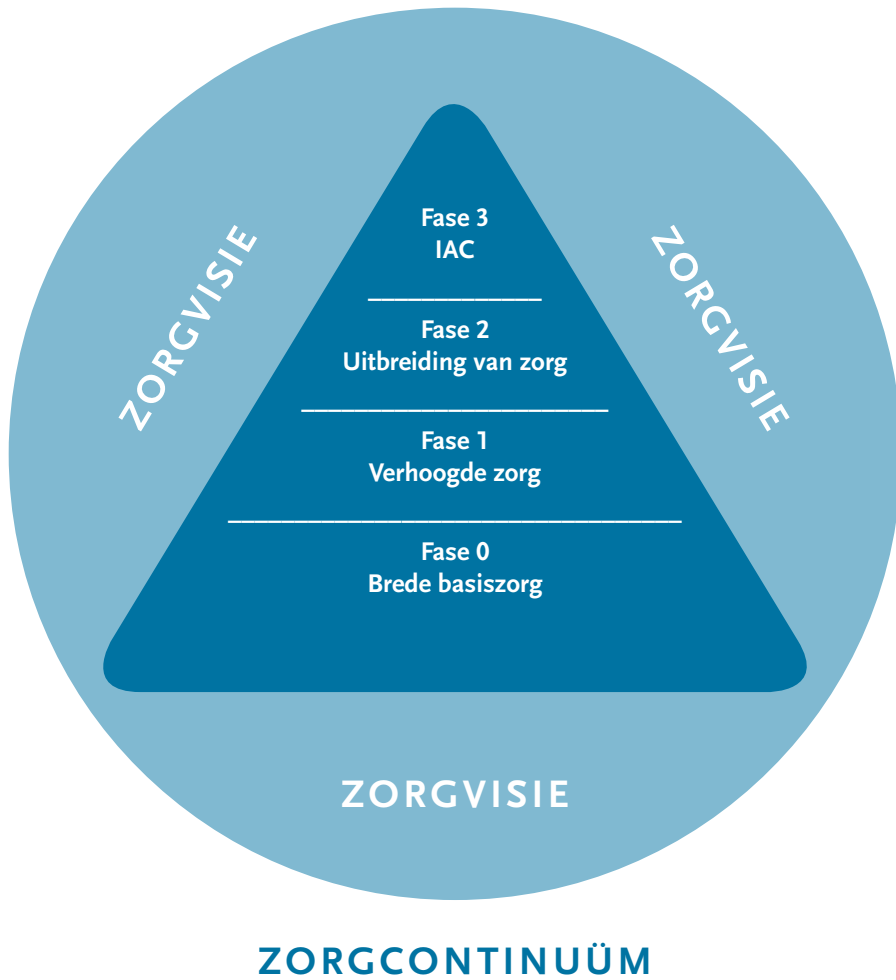 ZORGVISIE
ZORGVISIE
Fase 3
IAC
Fase 2
Uitbreiding van zorg
Fase 1
Verhoogde zorg
Fase 0
Brede basiszorg
ZORGVISIE
ZORGCONTINUÜM